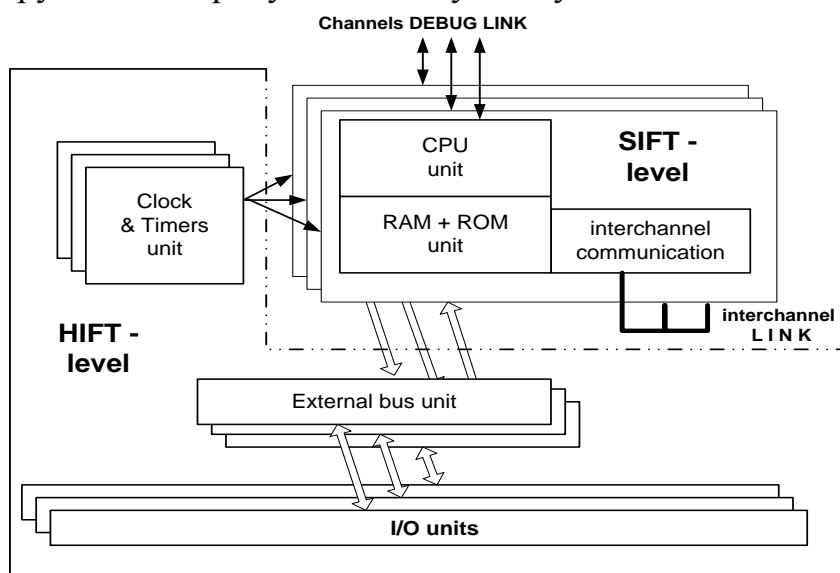 Channels DEBUG LINK
CPU
unit
SIFT -
level
Clock
& Timers
unit
RAM + ROM
unit
interchannel
communication
HIFT -
level
interchannel
L I N K
External bus unit
I/O units